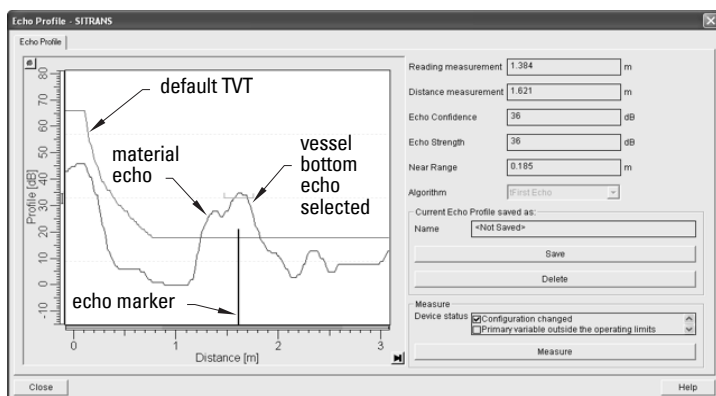 Echo Profile - SITRANS
Echo Profile
80
70
60
50
40
30
20
10
0
-10
Profile [dB]
default TVT
material
echo
vessel
bottom
echo
selected
echo marker
0
1
2
3
Distance [m]
Reading measurement 1.384 m
Distance measurement 1.621 m
Echo Confidence 36 dB
Echo Strength 36 dB
Near Range 0.185 m
Algorithm tFirst Echo
Current Echo Profile saved as:
Name <Not Saved>
Save
Delete
Measure
Device status Configuration changed
Primary variable outside the operating limits
Measure
Close
Help